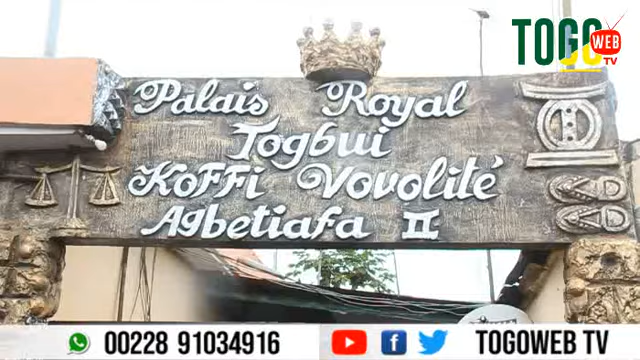 TOGO
WEB
TV
Palais Royal
Togbui
KoFFi Vovolité
Agbetiafa II
00228 91034916
TOGOWEB TV